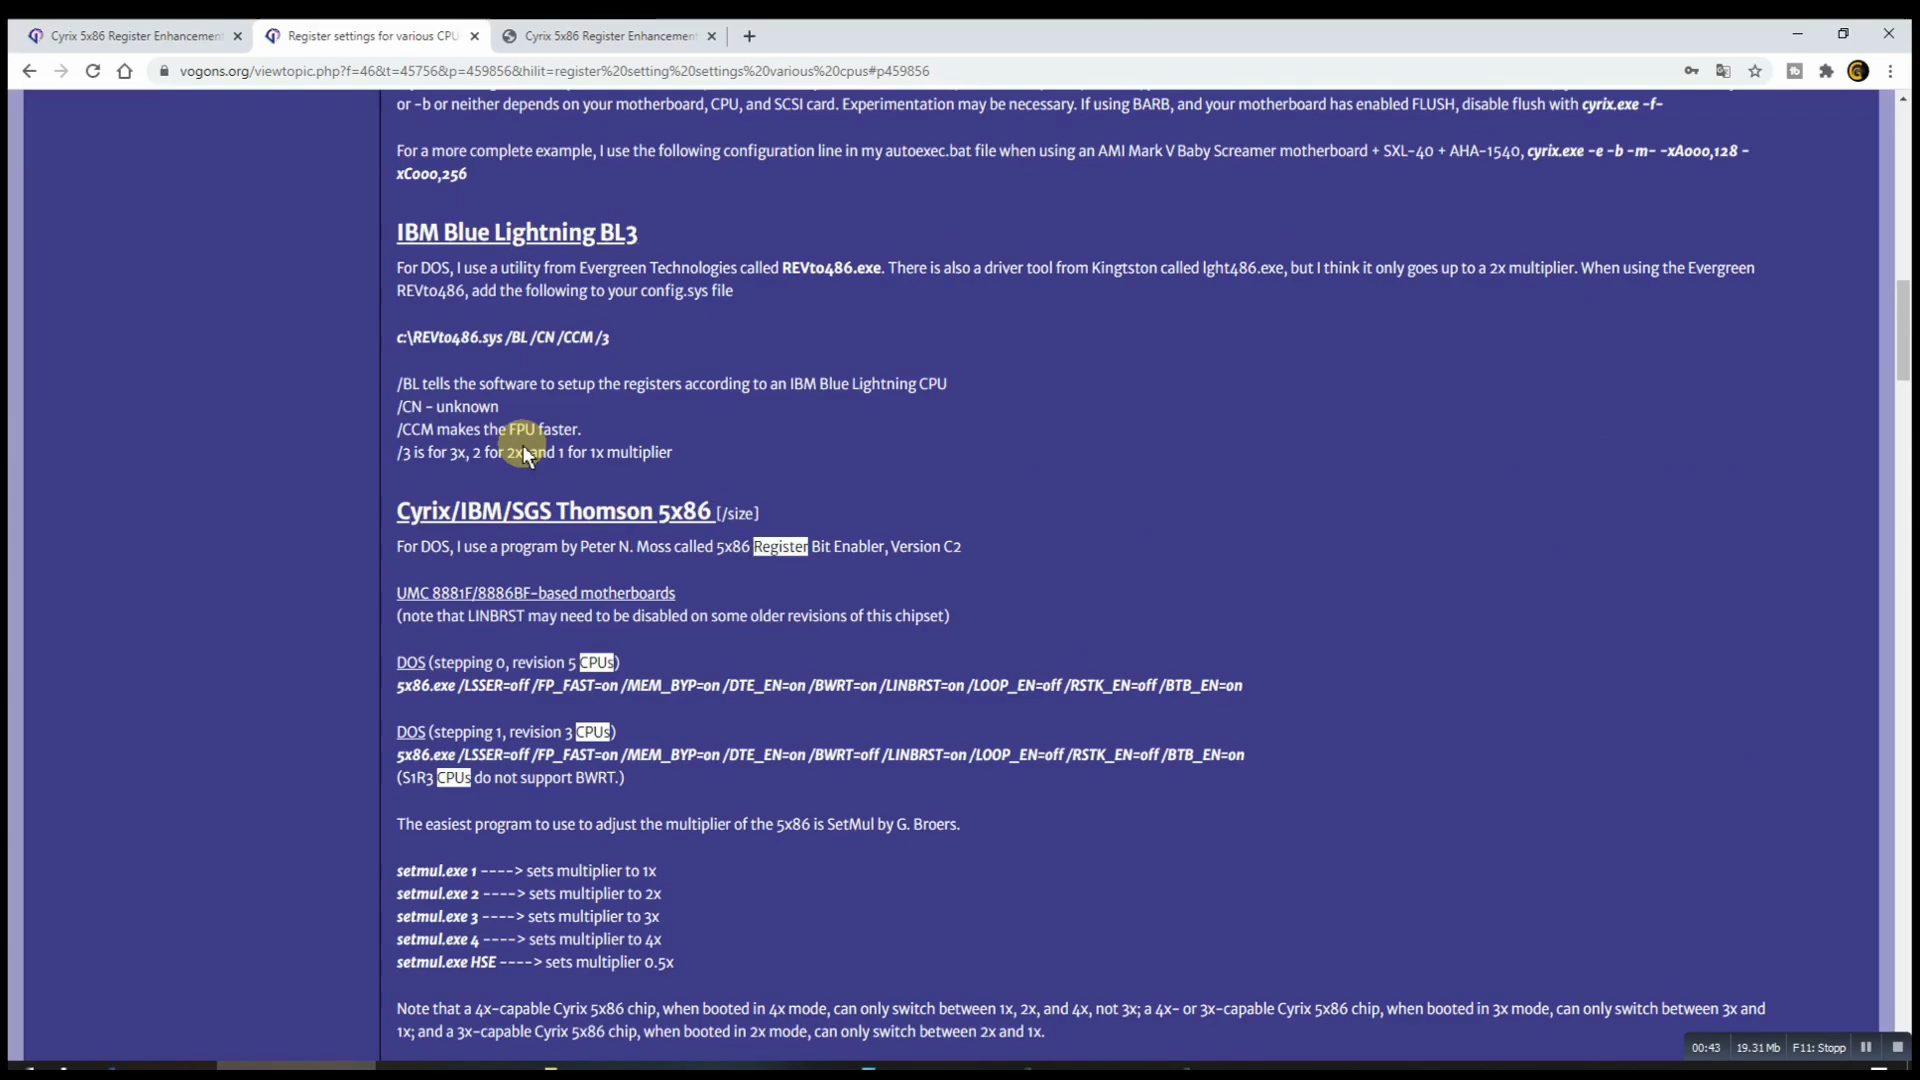 Cyrix 5x86 Register Enhancement
Register settings for various CPU
Cyrix 5x86 Register Enhancement
vogons.org/viewtopic.php?f=46&t=45756&p=459856&hilit=register%20setting%20settings%20various%20cpus#p459856
or -b or neither depends on your motherboard, CPU, and SCSI card. Experimentation may be necessary. If using BARB, and your motherboard has enabled FLUSH, disable flush with cyrix.exe -f-
For a more complete example, I use the following configuration line in my autoexec.bat file when using an AMI Mark V Baby Screamer motherboard + SXL-40 + AHA-1540, cyrix.exe -e -b -m- -xA000,128 -
xC000,256
IBM Blue Lightning BL3
For DOS, I use a utility from Evergreen Technologies called REVto486.exe. There is also a driver tool from Kingtston called lght486.exe, but I think it only goes up to a 2x multiplier. When using the Evergreen
REVto486, add the following to your config.sys file
c:\REVto486.sys /BL /CN /CCM /3
/BL tells the software to setup the registers according to an IBM Blue Lightning CPU
/CN - unknown
/CCM makes the FPU faster.
/3 is for 3x, 2 for 2x and 1 for 1x multiplier
Cyrix/IBM/SGS Thomson 5x86 [/size]
For DOS, I use a program by Peter N. Moss called 5x86 Register Bit Enabler, Version C2
UMC 8881F/8886BF-based motherboards
(note that LINBRST may need to be disabled on some older revisions of this chipset)
DOS (stepping 0, revision 5 CPUs)
5x86.exe /LSSER=off /FP_FAST=on /MEM_BYP=on /DTE_EN=on /BWRT=on /LINBRST=on /LOOP_EN=off /RSTK_EN=off /BTB_EN=on
DOS (stepping 1, revision 3 CPUs)
5x86.exe /LSSER=off /FP_FAST=on /MEM_BYP=on /DTE_EN=on /BWRT=off /LINBRST=on /LOOP_EN=off /RSTK_EN=off /BTB_EN=on
(S1R3 CPUs do not support BWRT.)
The easiest program to use to adjust the multiplier of the 5x86 is SetMul by G. Broers.
setmul.exe 1 ----> sets multiplier to 1x
setmul.exe 2 ----> sets multiplier to 2x
setmul.exe 3 ----> sets multiplier to 3x
setmul.exe 4 ----> sets multiplier to 4x
setmul.exe HSE ----> sets multiplier 0.5x
Note that a 4x-capable Cyrix 5x86 chip, when booted in 4x mode, can only switch between 1x, 2x, and 4x, not 3x; a 4x- or 3x-capable Cyrix 5x86 chip, when booted in 3x mode, can only switch between 3x and
1x; and a 3x-capable Cyrix 5x86 chip, when booted in 2x mode, can only switch between 2x and 1x.
00:43 19.31 Mb F11: Stopp